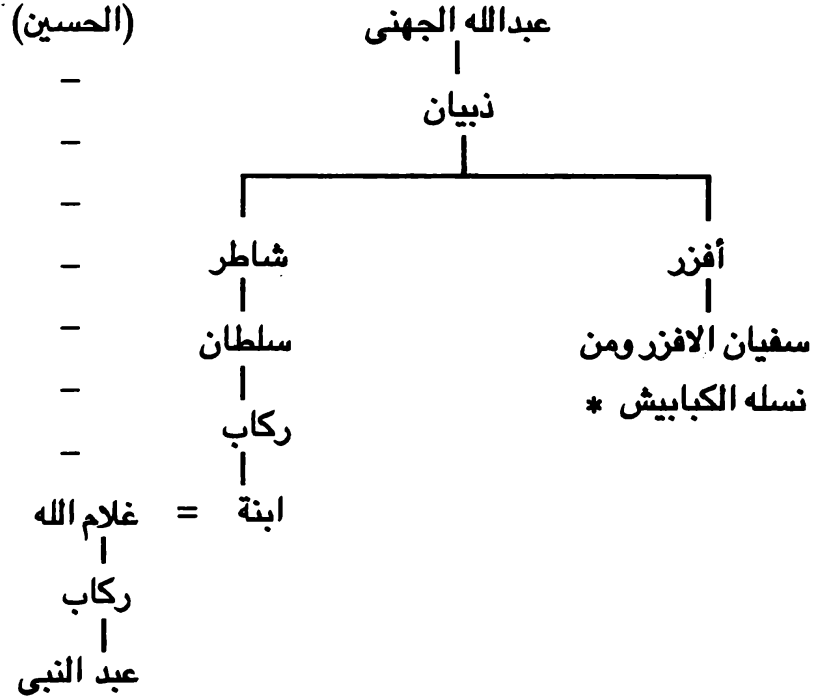 عبدالله الجهنى (الحسين)
ذبيان
أفزر شاطر
سفيان الافزر ومن سلطان
نسله الكبابيش *
ركاب
ابنة = غلام الله
ركاب
عبد النبى